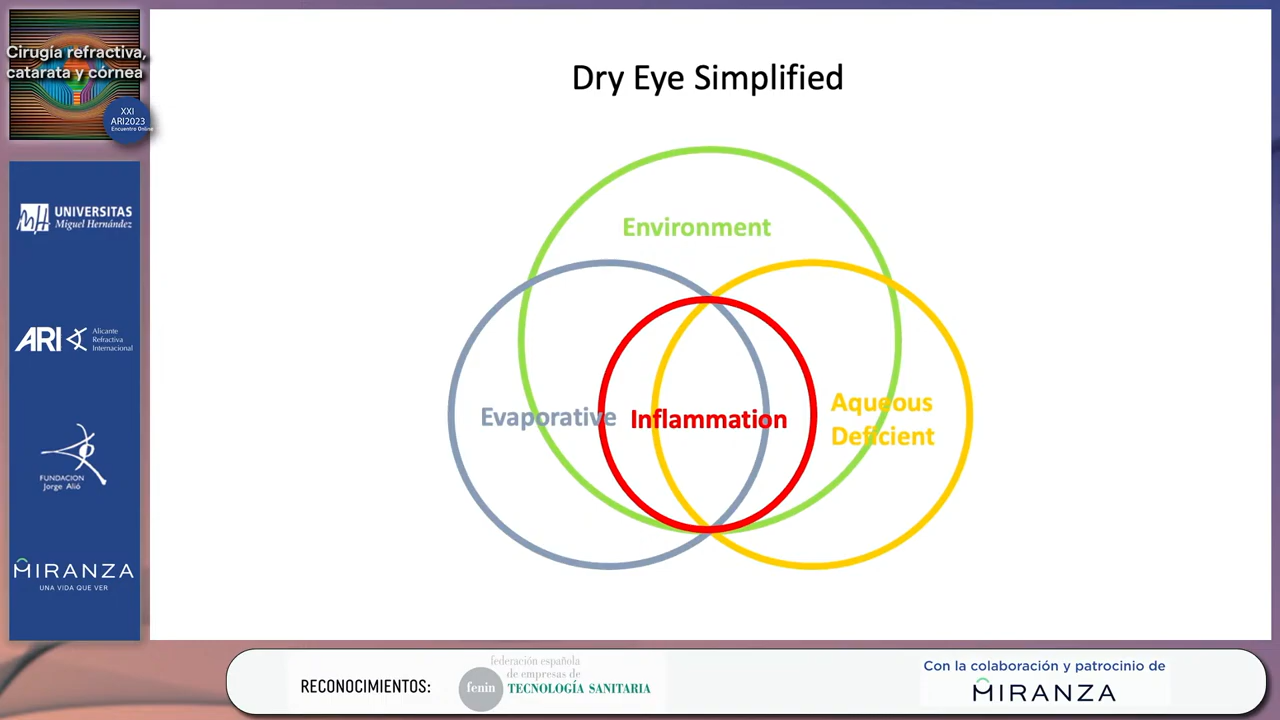 Cirugía refractiva,
catarata y córnea
XXI
ARI2023
Encuentro Online
UNIVERSITAS
Miguel Hernández
ARI
Alicante
Refractiva
Internacional
FUNDACION
Jorge Alió
MIRANZA
UNA VIDA QUE VER
Dry Eye Simplified
Environment
Evaporative
Inflammation
Aqueous
Deficient
RECONOCIMIENTOS:
fenin
federación española
de empresas de
TECNOLOGÍA SANITARIA
Con la colaboración y patrocinio de
MIRANZA